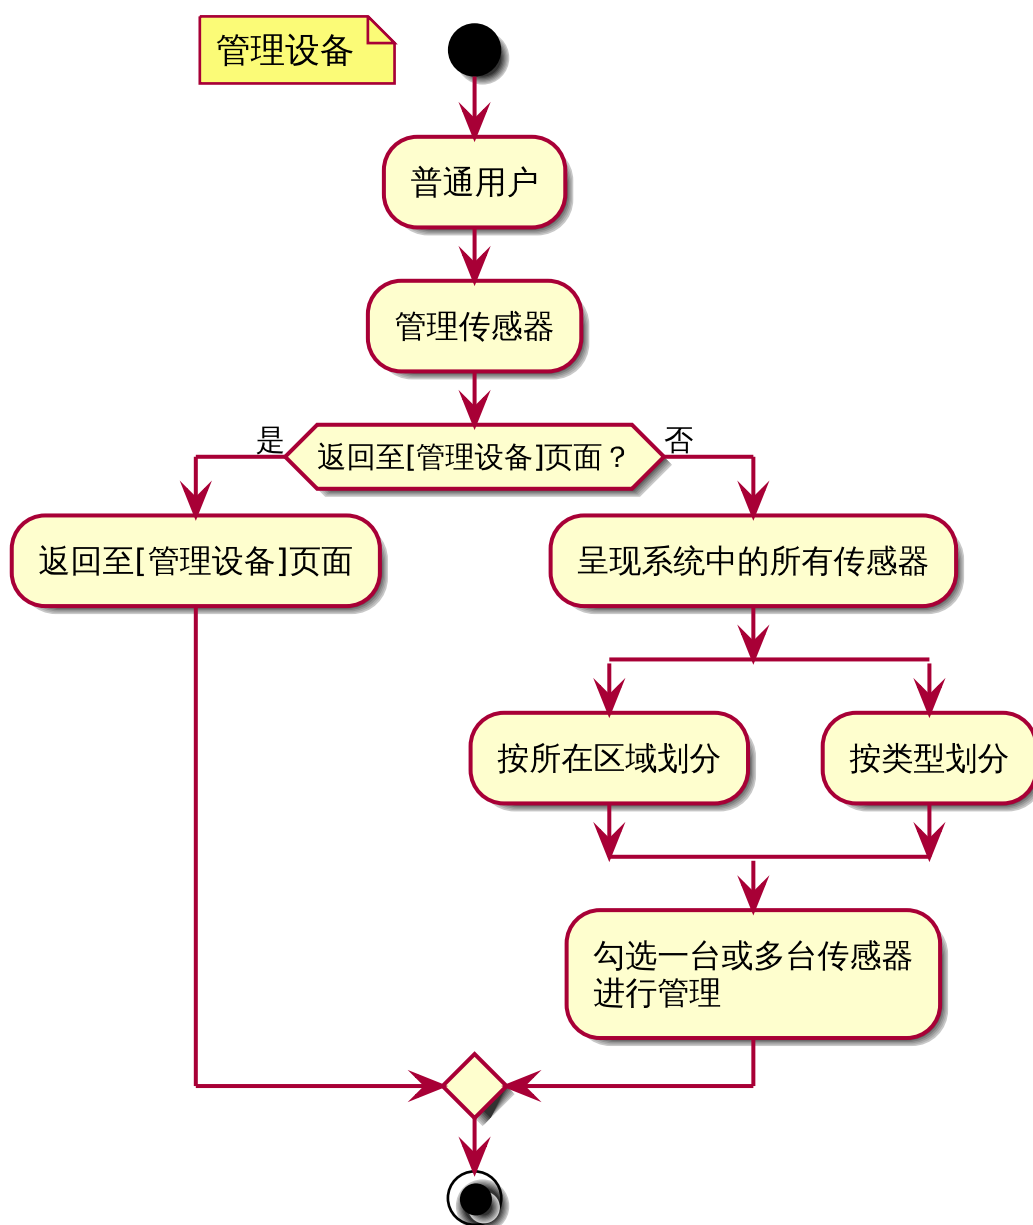 管理设备
普通用户
管理传感器
是
返回至[管理设备]页面？
否
返回至[管理设备]页面
呈现系统中的所有传感器
按所在区域划分
按类型划分
勾选一台或多台传感器
进行管理